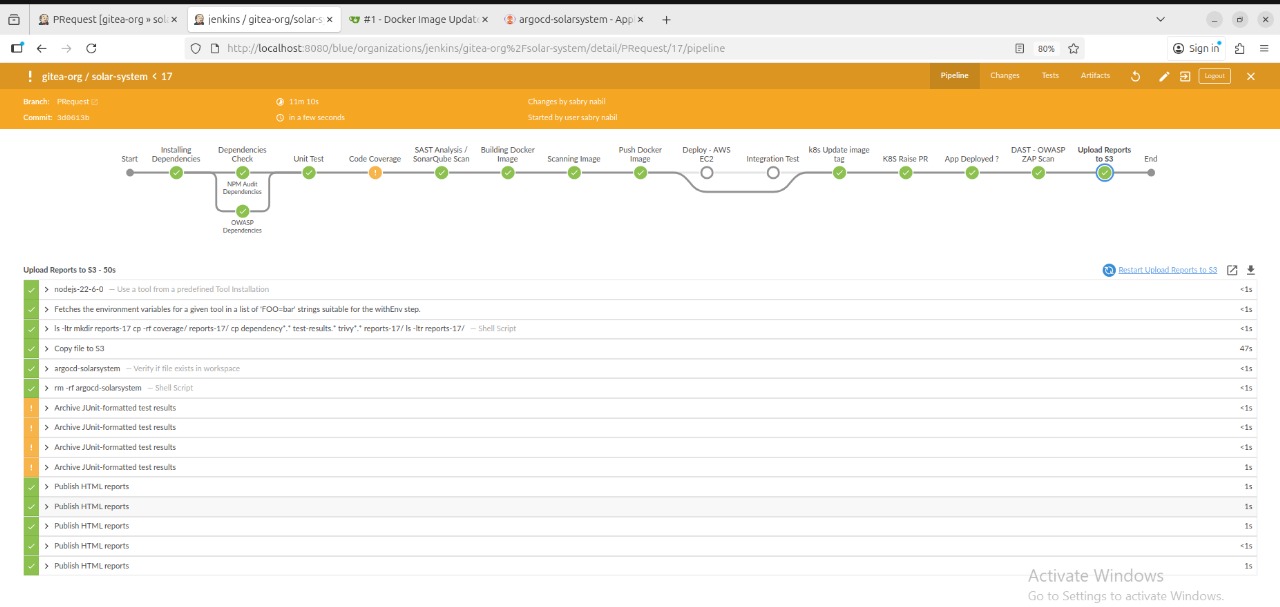 PRequest [gitea-org » sol
jenkins / gitea-org/solar-s
#1 - Docker Image Updat
argocd-solarsystem - App
http://localhost:8080/blue/organizations/jenkins/gitea-org%2Fsolar-system/detail/PRequest/17/pipeline
80%
Sign in
gitea-org / solar-system < 17
Pipeline
Changes
Tests
Artifacts
Logout
Branch: PRequest
11m 10s
Changes by sabry nabil
Commit: 3d0615b
in a few seconds
Started by user sabry nabil
Start
Installing Dependencies
Dependencies Check
Unit Test
Code Coverage
SAST Analysis / SonarQube Scan
Building Docker Image
Scanning Image
Push Docker Image
Deploy - AWS EC2
Integration Test
k8s Update image tag
K8S Raise PR
App Deployed ?
DAST - OWASP ZAP Scan
Upload Reports to S3
End
NPM Audit Dependencies
OWASP Dependencies
Upload Reports to S3 - 50s
Restart Upload Reports to S3
nodejs-22-6-0 — Use a tool from a predefined Tool Installation <1s
Fetches the environment variables for a given tool in a list of 'FOO=bar' strings suitable for the withEnv step. <1s
ls -ltr mkdir reports-17 cp -rf coverage/ reports-17/ cp dependency*.* test-results.* trivy*.* reports-17/ ls -ltr reports-17/ — Shell Script <1s
Copy file to S3 47s
argocd-solarsystem — Verify if file exists in workspace <1s
rm -rf argocd-solarsystem — Shell Script <1s
Archive JUnit-formatted test results <1s
Archive JUnit-formatted test results <1s
Archive JUnit-formatted test results <1s
Archive JUnit-formatted test results 1s
Publish HTML reports 1s
Publish HTML reports 1s
Publish HTML reports 1s
Publish HTML reports <1s
Publish HTML reports 1s
Activate Windows
Go to Settings to activate Windows.